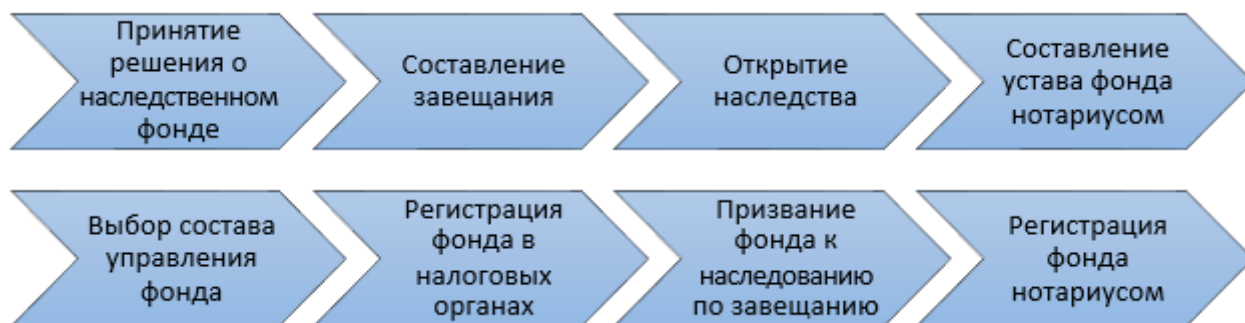 Принятие
решения о
наследственном
фонде
Составление
завещания
Открытие
наследства
Составление
устава фонда
нотариусом
Выбор состава
управления
фонда
Регистрация
фонда в
налоговых
органах
Призвание
фонда к
наследованию
по завещанию
Регистрация
фонда
нотариусом